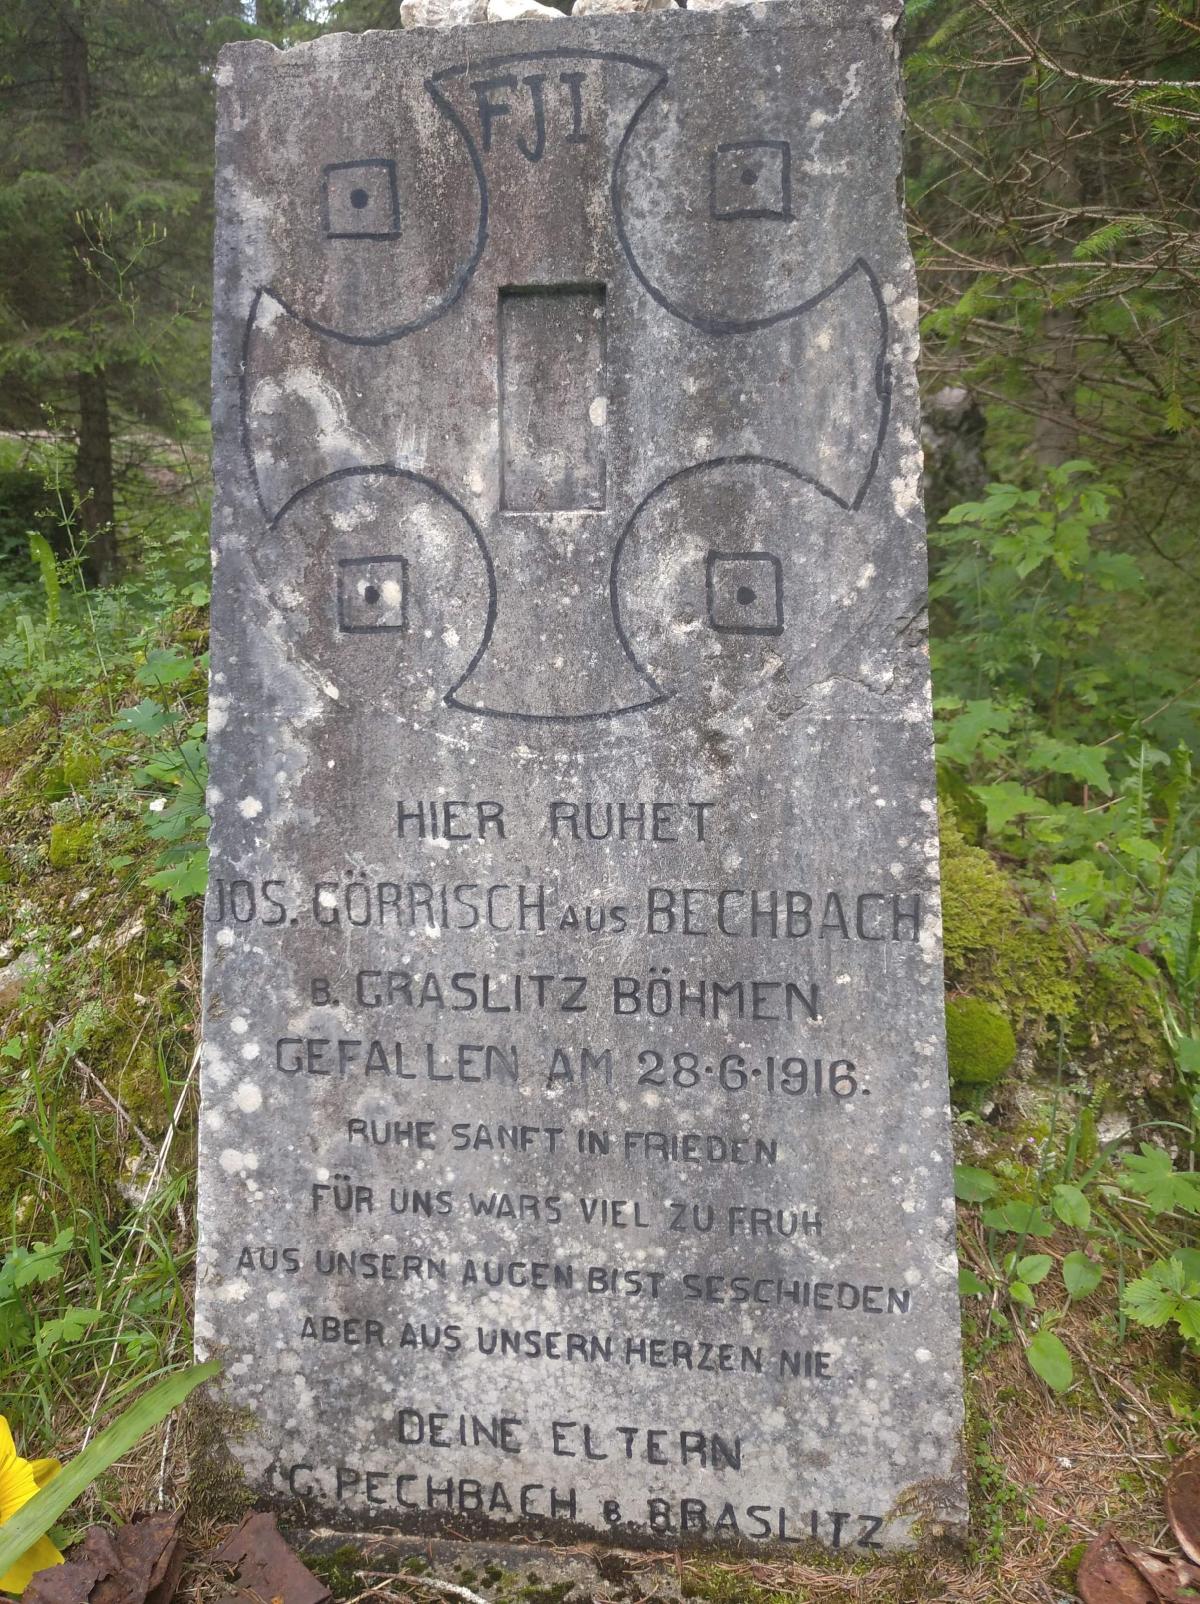 FJI
HIER RUHET
JOS. GÖRRISCH AUS BECHBACH
B. GRASLITZ BÖHMEN
GEFALLEN AM 28·6·1916.
RUHE SANFT IN FRIEDEN
FÜR UNS WARS VIEL ZU FRUH
AUS UNSERN AUGEN BIST SESCHIEDEN
ABER AUS UNSERN HERZEN NIE
DEINE ELTERN
G. PECHBACH B. BRASLITZ